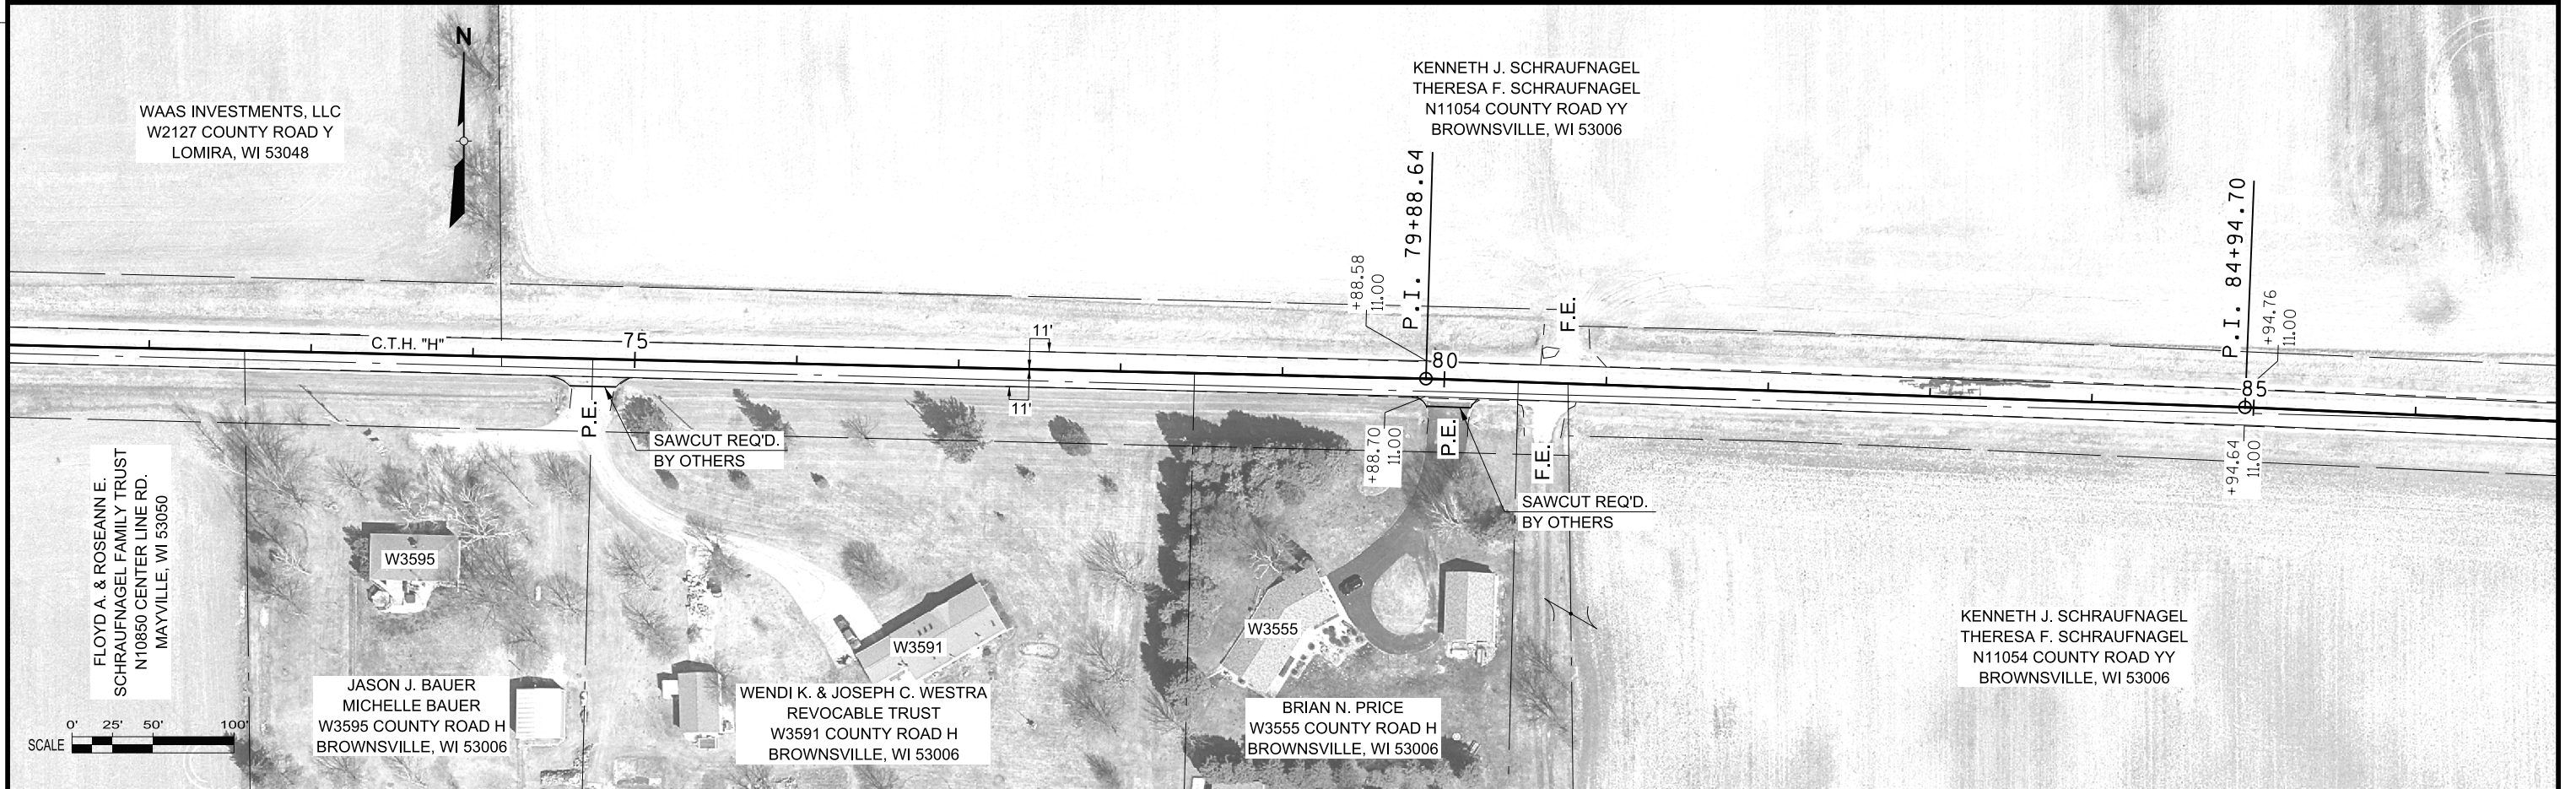 N
WAAS INVESTMENTS, LLC
W2127 COUNTY ROAD Y
LOMIRA, WI 53048
KENNETH J. SCHRAUFNAGEL
THERESA F. SCHRAUFNAGEL
N11054 COUNTY ROAD YY
BROWNSVILLE, WI 53006
P.I. 79+88.64
+88.58
11.00
F.E.
P.I. 84+94.70
+94.76
11.00
C.T.H. "H"
75
11'
11'
80
85
P.E.
SAWCUT REQ'D.
BY OTHERS
+88.70
11.00
P.E.
F.E.
SAWCUT REQ'D.
BY OTHERS
+94.64
11.00
FLOYD A. & ROSEANN E.
SCHRAUFNAGEL FAMILY TRUST
N10850 CENTER LINE RD.
MAYVILLE, WI 53050
W3595
W3591
W3555
JASON J. BAUER
MICHELLE BAUER
W3595 COUNTY ROAD H
BROWNSVILLE, WI 53006
WENDI K. & JOSEPH C. WESTRA
REVOCABLE TRUST
W3591 COUNTY ROAD H
BROWNSVILLE, WI 53006
BRIAN N. PRICE
W3555 COUNTY ROAD H
BROWNSVILLE, WI 53006
KENNETH J. SCHRAUFNAGEL
THERESA F. SCHRAUFNAGEL
N11054 COUNTY ROAD YY
BROWNSVILLE, WI 53006
0' 25' 50' 100'
SCALE